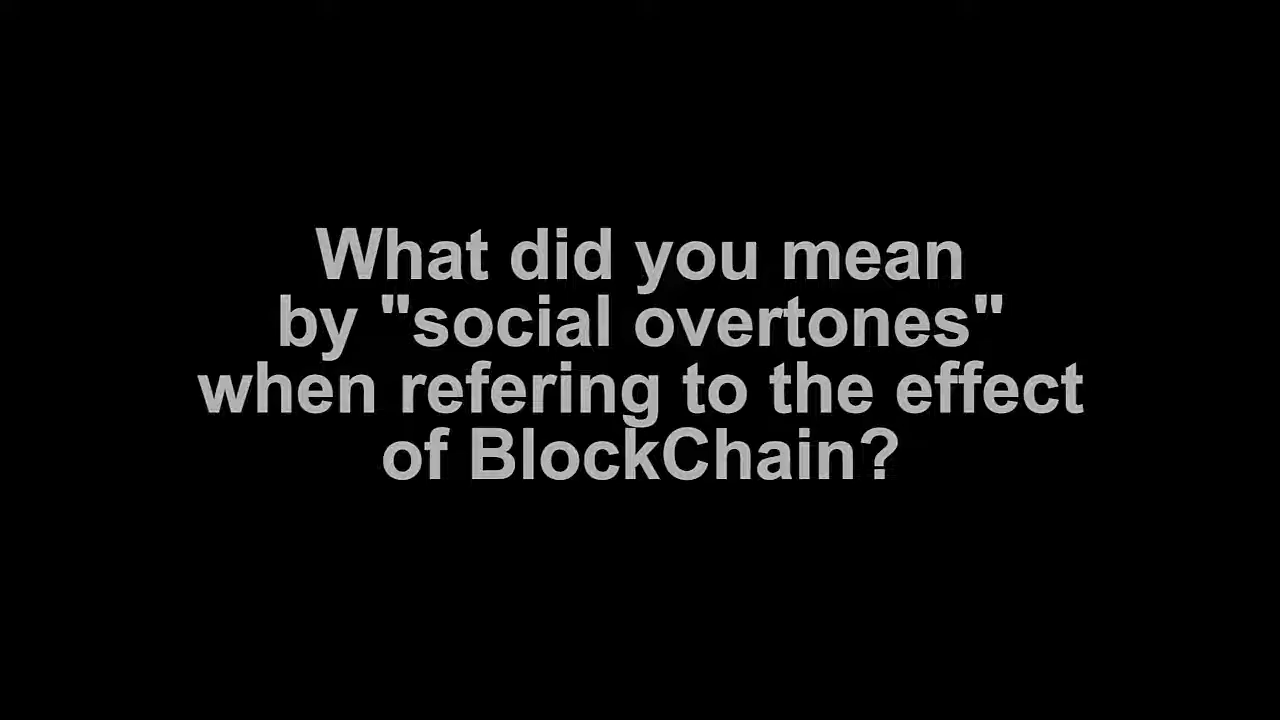 What did you mean
by "social overtones"
when refering to the effect
of BlockChain?